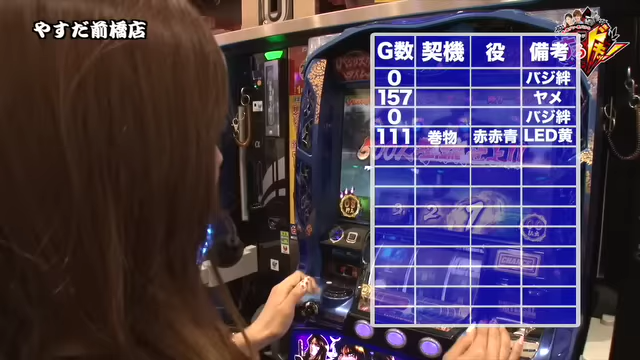 やすだ前橋店
G数 契機 役 備考
0 バジ絆
157 ヤメ
0 バジ絆
111 巻物 赤赤青 LED黄